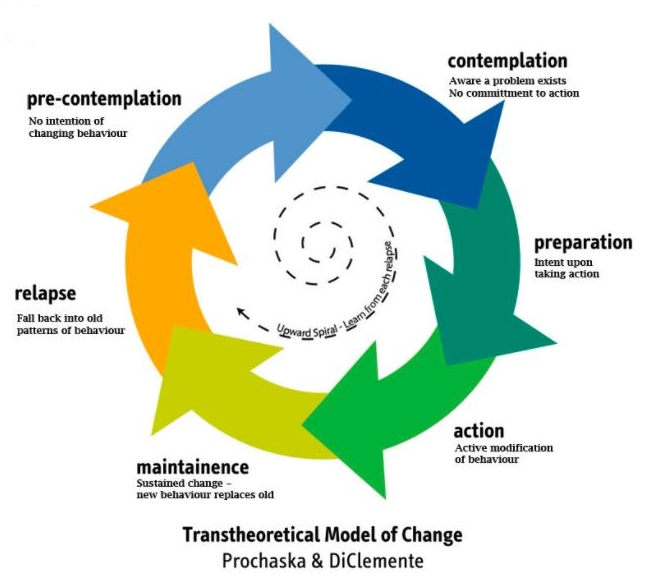 contemplation
Aware a problem exists
No committment to action
pre-contemplation
No intention of
changing behaviour
preparation
Intent upon
taking action
relapse
Fall back into old
patterns of behaviour
Upward Spiral - Learn from each relapse
action
Active modification
of behaviour
maintainence
Sustained change –
new behaviour replaces old
Transtheoretical Model of Change
Prochaska & DiClemente